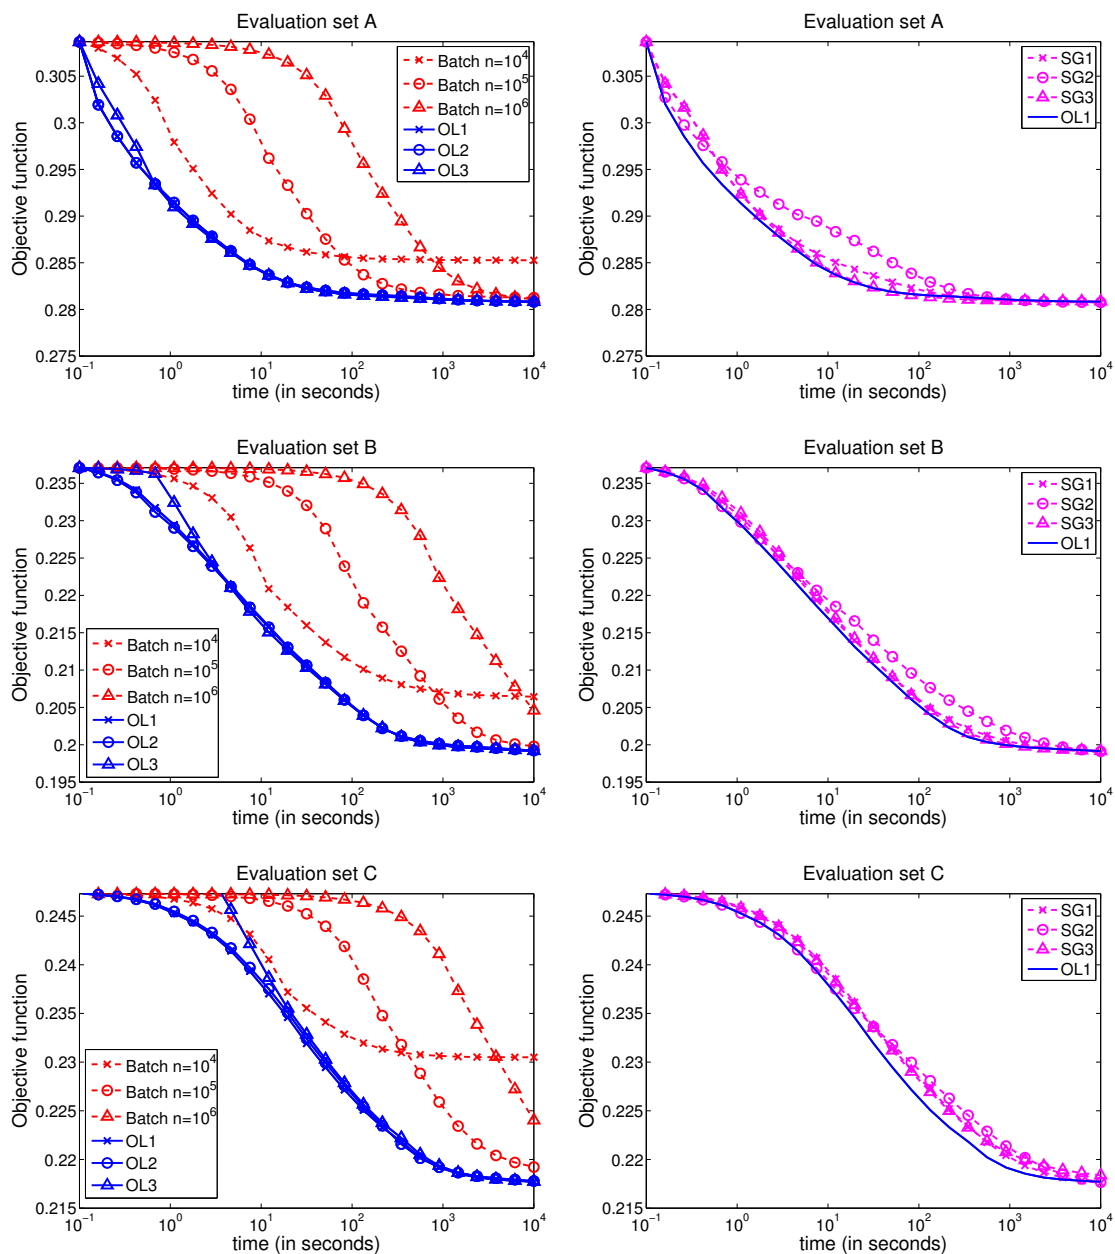 Evaluation set A
Objective function
0.305
0.3
0.295
0.29
0.285
0.28
0.275
Batch n=10⁴
Batch n=10⁵
Batch n=10⁶
OL1
OL2
OL3
10⁻¹ 10⁰ 10¹ 10² 10³ 10⁴
time (in seconds)
Evaluation set A
Objective function
0.305
0.3
0.295
0.29
0.285
0.28
0.275
SG1
SG2
SG3
OL1
10⁻¹ 10⁰ 10¹ 10² 10³ 10⁴
time (in seconds)
Evaluation set B
Objective function
0.235
0.23
0.225
0.22
0.215
0.21
0.205
0.2
0.195
Batch n=10⁴
Batch n=10⁵
Batch n=10⁶
OL1
OL2
OL3
10⁻¹ 10⁰ 10¹ 10² 10³ 10⁴
time (in seconds)
Evaluation set B
Objective function
0.235
0.23
0.225
0.22
0.215
0.21
0.205
0.2
0.195
SG1
SG2
SG3
OL1
10⁻¹ 10⁰ 10¹ 10² 10³ 10⁴
time (in seconds)
Evaluation set C
Objective function
0.245
0.24
0.235
0.23
0.225
0.22
0.215
Batch n=10⁴
Batch n=10⁵
Batch n=10⁶
OL1
OL2
OL3
10⁻¹ 10⁰ 10¹ 10² 10³ 10⁴
time (in seconds)
Evaluation set C
Objective function
0.245
0.24
0.235
0.23
0.225
0.22
0.215
SG1
SG2
SG3
OL1
10⁻¹ 10⁰ 10¹ 10² 10³ 10⁴
time (in seconds)